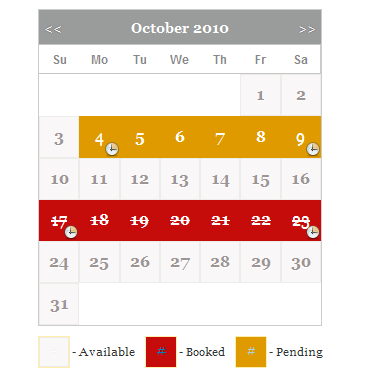 << October 2010 >>
Su Mo Tu We Th Fr Sa
1 2
3 4 5 6 7 8 9
10 11 12 13 14 15 16
17 18 19 20 21 22 23
24 25 26 27 28 29 30
31
- Available # - Booked # - Pending